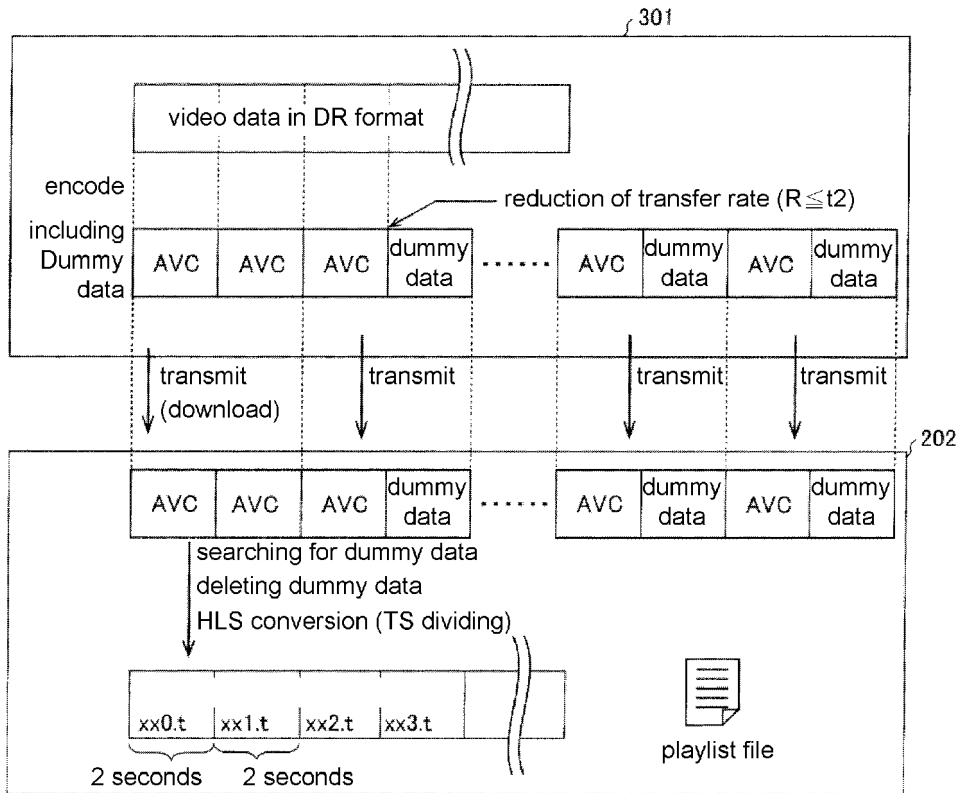 301
video data in DR format
encode
reduction of transfer rate (R≦t2)
including
Dummy
data
AVC
AVC
AVC
dummy
data
······
AVC
dummy
data
AVC
dummy
data
transmit
(download)
transmit
transmit
transmit
202
AVC
AVC
AVC
dummy
data
······
AVC
dummy
data
AVC
dummy
data
searching for dummy data
deleting dummy data
HLS conversion (TS dividing)
xx0.t
xx1.t
xx2.t
xx3.t
2 seconds
2 seconds
playlist file